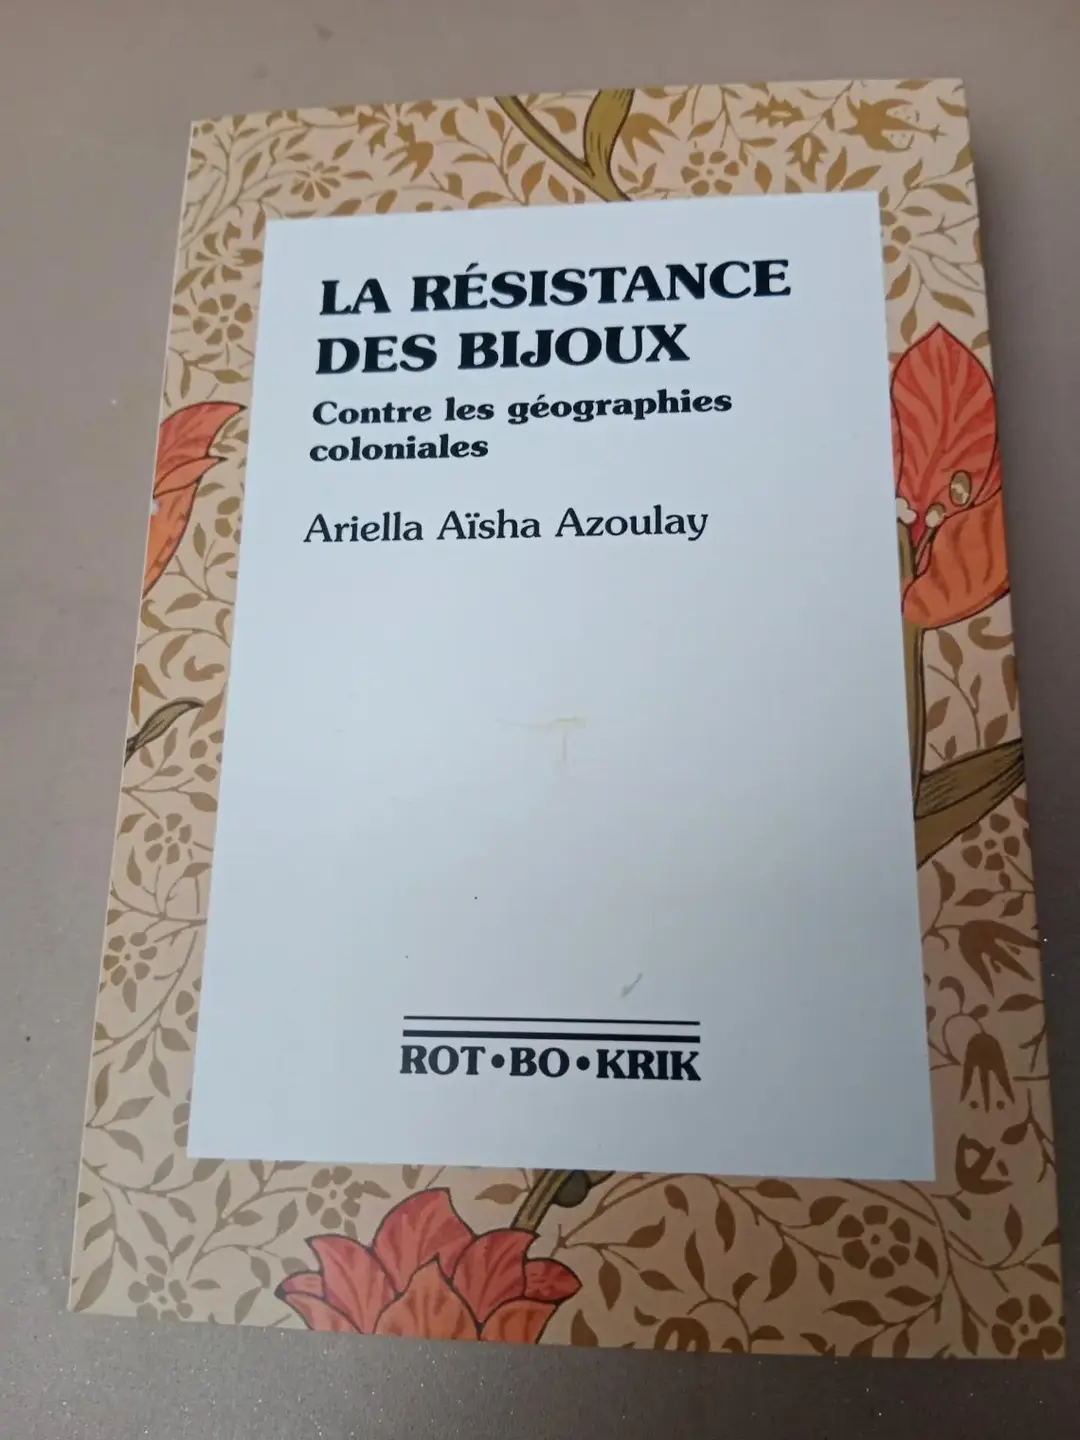 LA RÉSISTANCE
DES BIJOUX
Contre les géographies
coloniales
Ariella Aïsha Azoulay
ROT•BO•KRIK